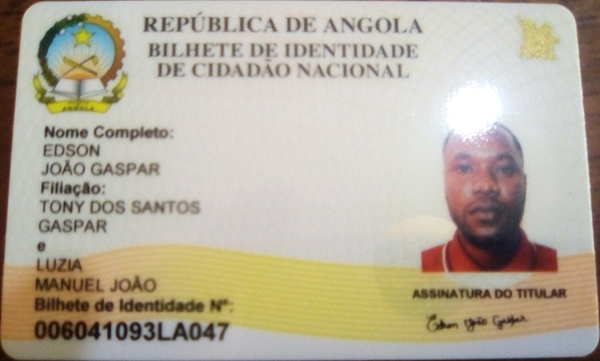 REPÚBLICA DE ANGOLA
BILHETE DE IDENTIDADE
DE CIDADÃO NACIONAL
ANGOLA
Nome Completo:
EDSON
JOÃO GASPAR
Filiação:
TONY DOS SANTOS
GASPAR
e
LUZIA
MANUEL JOÃO
Bilhete de Identidade Nº:
006041093LA047
ASSINATURA DO TITULAR
Edson João Gaspar